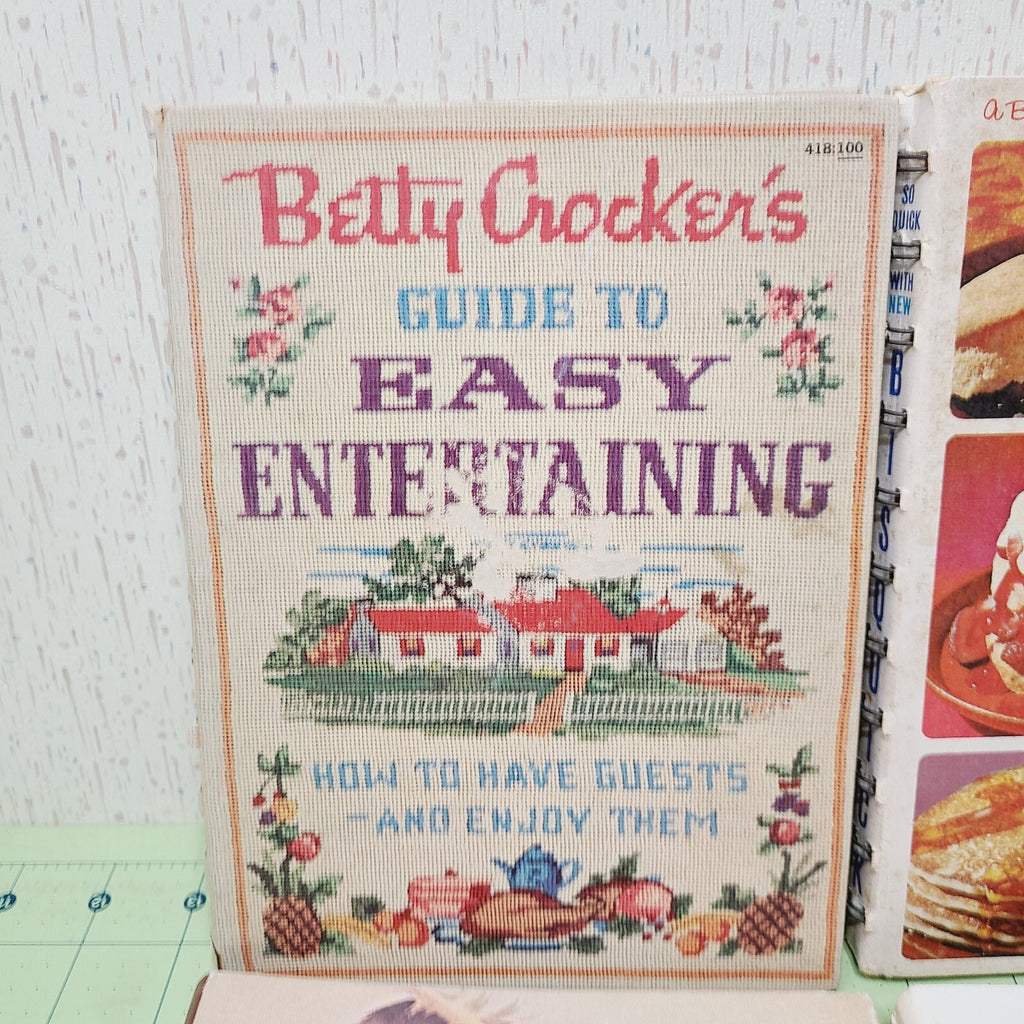 418:100
Betty Crocker's
GUIDE TO
EASY
ENTERTAINING
HOW TO HAVE GUESTS
-AND ENJOY THEM
SO
QUICK
WITH
NEW
BISQUICK